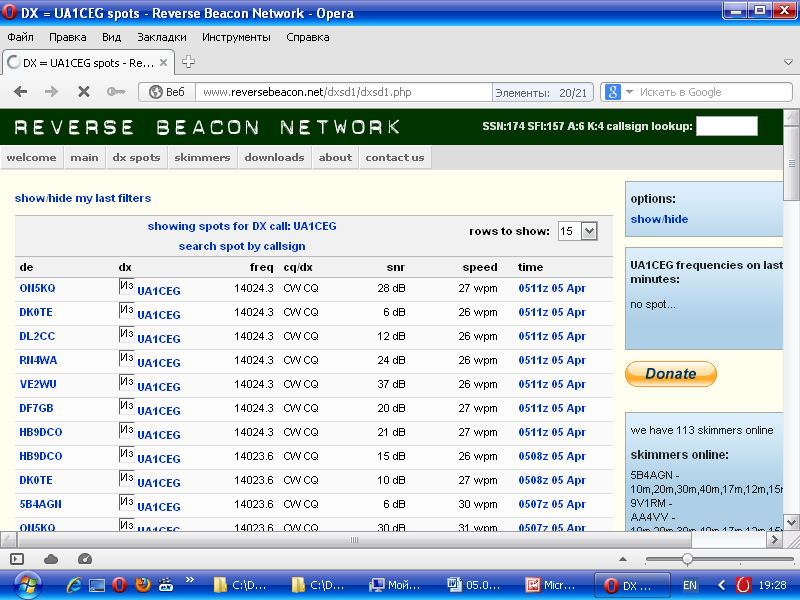 DX = UA1CEG spots - Reverse Beacon Network - Opera
Файл Правка Вид Закладки Инструменты Справка
DX = UA1CEG spots - Re...
Веб www.reversebeacon.net/dxsd1/dxsd1.php Элементы: 20/21 Искать в Google
REVERSE BEACON NETWORK SSN:174 SFI:157 A:6 K:4 callsign lookup:
welcome main dx spots skimmers downloads about contact us
show/hide my last filters
showing spots for DX call: UA1CEG
search spot by callsign
rows to show: 15
de dx freq cq/dx snr speed time
ON5KQ Из UA1CEG 14024.3 CW CQ 28 dB 27 wpm 0511z 05 Apr
DK0TE Из UA1CEG 14024.3 CW CQ 6 dB 26 wpm 0511z 05 Apr
DL2CC Из UA1CEG 14024.3 CW CQ 12 dB 26 wpm 0511z 05 Apr
RN4WA Из UA1CEG 14024.3 CW CQ 24 dB 26 wpm 0511z 05 Apr
VE2WU Из UA1CEG 14024.3 CW CQ 37 dB 26 wpm 0511z 05 Apr
DF7GB Из UA1CEG 14024.3 CW CQ 20 dB 27 wpm 0511z 05 Apr
HB9DCO Из UA1CEG 14024.3 CW CQ 21 dB 27 wpm 0511z 05 Apr
HB9DCO Из UA1CEG 14023.6 CW CQ 15 dB 26 wpm 0508z 05 Apr
DK0TE Из UA1CEG 14023.6 CW CQ 10 dB 27 wpm 0508z 05 Apr
5B4AGN Из UA1CEG 14023.6 CW CQ 6 dB 30 wpm 0507z 05 Apr
ON5KQ Из UA1CEG 14023.6 CW CQ 30 dB 31 wpm 0507z 05 Apr
options:
show/hide
UA1CEG frequencies on last
minutes:
no spot...
Donate
we have 113 skimmers online
skimmers online:
5B4AGN -
10m,20m,30m,40m,17m,12m,15m
9V1RM -
AA4VV -
10m,20m,30m,40m,17m,12m,15m
C:\D... C:\D... Мой... 05.0... Micr... DX ... EN 19:28